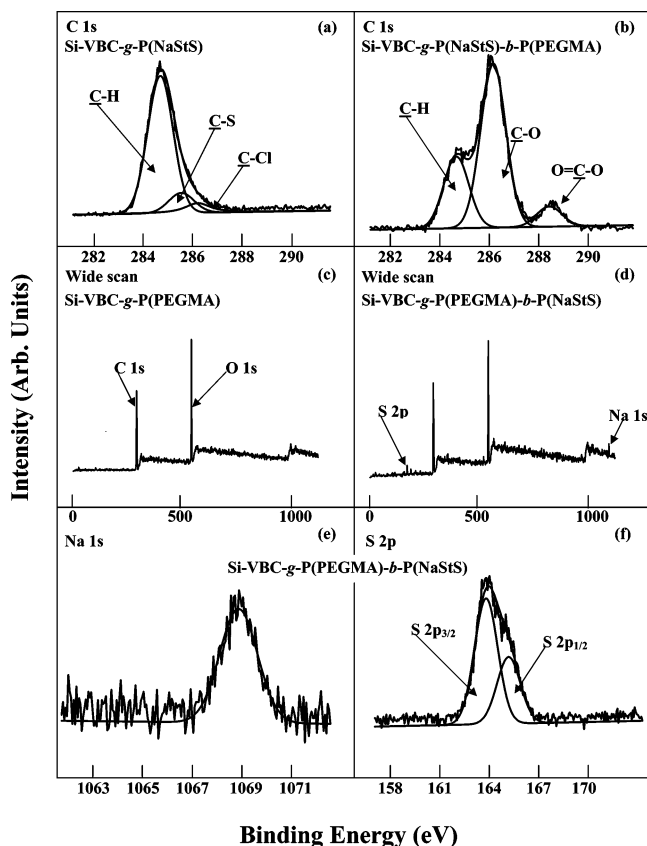 C 1s (a)
Si-VBC-g-P(NaStS)
C-H
C-S
C-Cl
282 284 286 288 290
C 1s (b)
Si-VBC-g-P(NaStS)-b-P(PEGMA)
C-H
C-O
O=C-O
282 284 286 288 290
Wide scan (c)
Si-VBC-g-P(PEGMA)
C 1s
O 1s
0 500 1000
Wide scan (d)
Si-VBC-g-P(PEGMA)-b-P(NaStS)
S 2p
Na 1s
0 500 1000
Na 1s (e)
S 2p (f)
Si-VBC-g-P(PEGMA)-b-P(NaStS)
1063 1065 1067 1069 1071
S 2p3/2
S 2p1/2
158 161 164 167 170
Intensity (Arb. Units)
Binding Energy (eV)